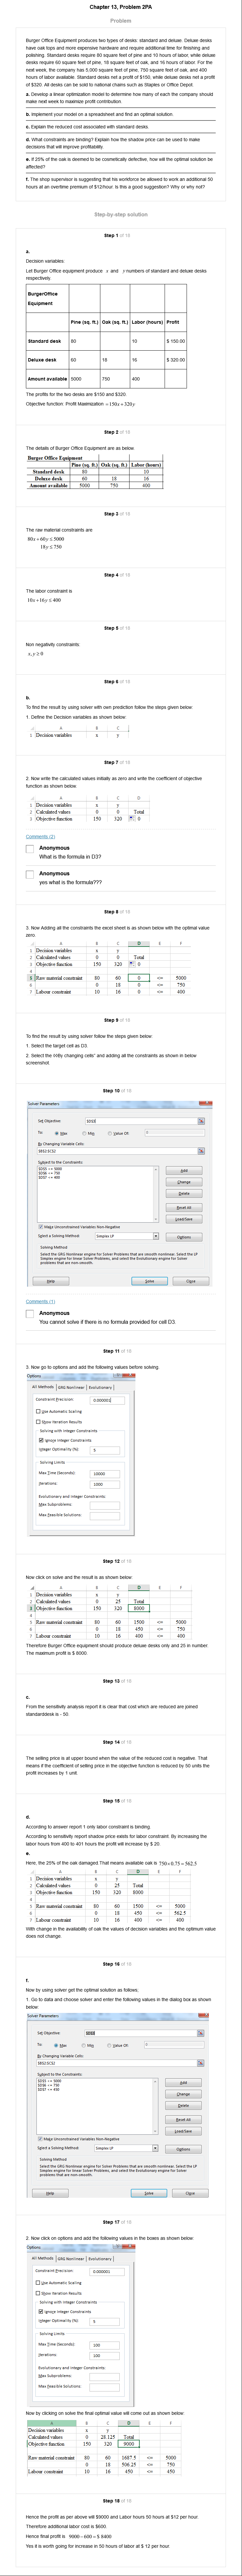 Chapter 13, Problem 2PA
Problem
Burger Office Equipment produces two types of desks: standard and deluxe. Deluxe desks
have oak tops and more expensive hardware and require additional time for finishing and
polishing. Standard desks require 80 square feet of pine and 10 hours of labor, while deluxe
desks require 60 square feet of pine, 18 square feet of oak, and 16 hours of labor. For the
next week, the company has 5,000 square feet of pine, 750 square feet of oak, and 400
hours of labor available. Standard desks net a profit of $150, while deluxe desks net a profit
of $320. All desks can be sold to national chains such as Staples or Office Depot.
a. Develop a linear optimization model to determine how many of each the company should
make next week to maximize profit contribution.
b. Implement your model on a spreadsheet and find an optimal solution.
c. Explain the reduced cost associated with standard desks.
d. What constraints are binding? Explain how the shadow price can be used to make
decisions that will improve profitability.
e. If 25% of the oak is deemed to be cosmetically defective, how will the optimal solution be
affected?
f. The shop supervisor is suggesting that his workforce be allowed to work an additional 50
hours at an overtime premium of $12/hour. Is this a good suggestion? Why or why not?
Step-by-step solution
Step 1 of 18
a.
Decision variables:
Let Burger Office equipment produce x and y numbers of standard and deluxe desks
respectively.
BurgerOffice
Equipment
Pine (sq. ft.) Oak (sq. ft.) Labor (hours) Profit
Standard desk 80 10 $ 150.00
Deluxe desk 60 18 16 $ 320.00
Amount available 5000 750 400
The profits for the two desks are $150 and $320.
Objective function: Profit Maximization = 150x + 320y
Step 2 of 18
The details of Burger Office Equipment are as below.
Burger Office Equipment
Pine (sq. ft.) Oak (sq. ft.) Labor (hours)
Standard desk 80 10
Deluxe desk 60 18 16
Amount available 5000 750 400
Step 3 of 18
The raw material constraints are
80x + 60y ≤ 5000
18y ≤ 750
Step 4 of 18
The labor constraint is
10x + 16y ≤ 400
Step 5 of 18
Non negativity constraints:
x, y ≥ 0
Step 6 of 18
b.
To find the result by using solver with own prediction follow the steps given below:
1. Define the Decision variables as shown below:
A B C
1 Decision variables x y
Step 7 of 18
2. Now write the calculated values initially as zero and write the coefficient of objective
function as shown below.
A B C D
1 Decision variables x y
2 Calculated values 0 0 Total
3 Objective function 150 320 0
Comments (2)
Anonymous
What is the formula in D3?
Anonymous
yes what is the formula???
Step 8 of 18
3. Now Adding all the constraints the excel sheet is as shown below with the optimal value
zero.
A B C D E F
1 Decision variables x y
2 Calculated values 0 0 Total
3 Objective function 150 320 0
4
5 Raw material constraint 80 60 0 <= 5000
6 0 18 0 <= 750
7 Labour constraint 10 16 0 <= 400
Step 9 of 18
To find the result by using solver follow the steps given below:
1. Select the target cell as D3.
2. Select the int(By changing cells” and adding all the constraints as shown in below
screenshot.
Step 10 of 18
Solver Parameters
Set Objective: $D$3
To: Max Min Value Of: 0
By Changing Variable Cells:
$B$2:$C$2
Subject to the Constraints:
$D$5 <= 5000
$D$6 <= 750
$D$7 <= 400
Add
Change
Delete
Reset All
Load/Save
Make Unconstrained Variables Non-Negative
Select a Solving Method: Simplex LP Options
Solving Method
Select the GRG Nonlinear engine for Solver Problems that are smooth nonlinear. Select the LP
Simplex engine for linear Solver Problems, and select the Evolutionary engine for Solver
problems that are non-smooth.
Help Solve Close
Comments (1)
Anonymous
You cannot solve if there is no formula provided for cell D3.
Step 11 of 18
3. Now go to options and add the following values before solving:
Options
All Methods GRG Nonlinear Evolutionary
Constraint Precision: 0.000001
Use Automatic Scaling
Show Iteration Results
Solving with Integer Constraints
Ignore Integer Constraints
Integer Optimality (%): 5
Solving Limits
Max Time (Seconds): 10000
Iterations: 1000
Evolutionary and Integer Constraints:
Max Subproblems:
Max Feasible Solutions:
Step 12 of 18
Now click on solve and the result is as shown below.
A B C D E F
1 Decision variables x y
2 Calculated values 0 25 Total
3 Objective function 150 320 8000
4
5 Raw material constraint 80 60 1500 <= 5000
6 0 18 450 <= 750
7 Labour constraint 10 16 400 <= 400
Therefore Burger Office equipment should produce deluxe desks only and 25 in number.
The maximum profit is $ 8000.
Step 13 of 18
c.
From the sensitivity analysis report it is clear that cost which are reduced are joined
standarddesk is - 50.
Step 14 of 18
The selling price is at upper bound when the value of the reduced cost is negative. That
means if the coefficient of selling price in the objective function is reduced by 50 units the
profit increases by 1 unit.
Step 15 of 18
d.
According to answer report 1 only labor constraint is binding.
According to sensitivity report shadow price exists for labor constraint. By increasing the
labor hours from 400 to 401 hours the profit will increase by $ 20.
e.
Here, the 25% of the oak damaged.That means available oak is 750×0.75 = 562.5
A B C D E F
1 Decision variables x y
2 Calculated values 0 25 Total
3 Objective function 150 320 8000
4
5 Raw material constraint 80 60 1500 <= 5000
6 0 18 450 <= 562.5
7 Labour constraint 10 16 400 <= 400
With change in the availability of oak the values of decision variables and the optimum value
does not change.
Step 16 of 18
f.
Now by using solver get the optimal solution as follows,
1. Go to data and choose solver and enter the following values in the dialog box as shown
below:
Solver Parameters
Set Objective: $D$3
To: Max Min Value Of: 0
By Changing Variable Cells:
$B$2:$C$2
Subject to the Constraints:
$D$5 <= 5000
$D$6 <= 750
$D$7 <= 450
Add
Change
Delete
Reset All
Load/Save
Make Unconstrained Variables Non-Negative
Select a Solving Method: Simplex LP Options
Solving Method
Select the GRG Nonlinear engine for Solver Problems that are smooth nonlinear. Select the LP
Simplex engine for linear Solver Problems, and select the Evolutionary engine for Solver
problems that are non-smooth.
Help Solve Close
Step 17 of 18
2. Now click on options and add the following values in the boxes as shown below:
Options
All Methods GRG Nonlinear Evolutionary
Constraint Precision: 0.000001
Use Automatic Scaling
Show Iteration Results
Solving with Integer Constraints
Ignore Integer Constraints
Integer Optimality (%): 5
Solving Limits
Max Time (Seconds): 100
Iterations: 100
Evolutionary and Integer Constraints:
Max Subproblems:
Max Feasible Solutions:
Now by clicking on solve the final optimal value will come out as shown below:
A B C D E F
Decision variables x y
Calculated values 0 28.125 Total
Objective function 150 320 9000
Raw material constraint 80 60 1687.5 <= 5000
0 18 506.25 <= 750
Labour constraint 10 16 450 <= 450
Step 18 of 18
Hence the profit as per above will $9000 and Labor hours 50 hours at $12 per hour.
Therefore additional labor cost is $600.
Hence final profit is 9000 – 600 = $ 8400
Yes it is worth going for increase in 50 hours of labor at $ 12 per hour.